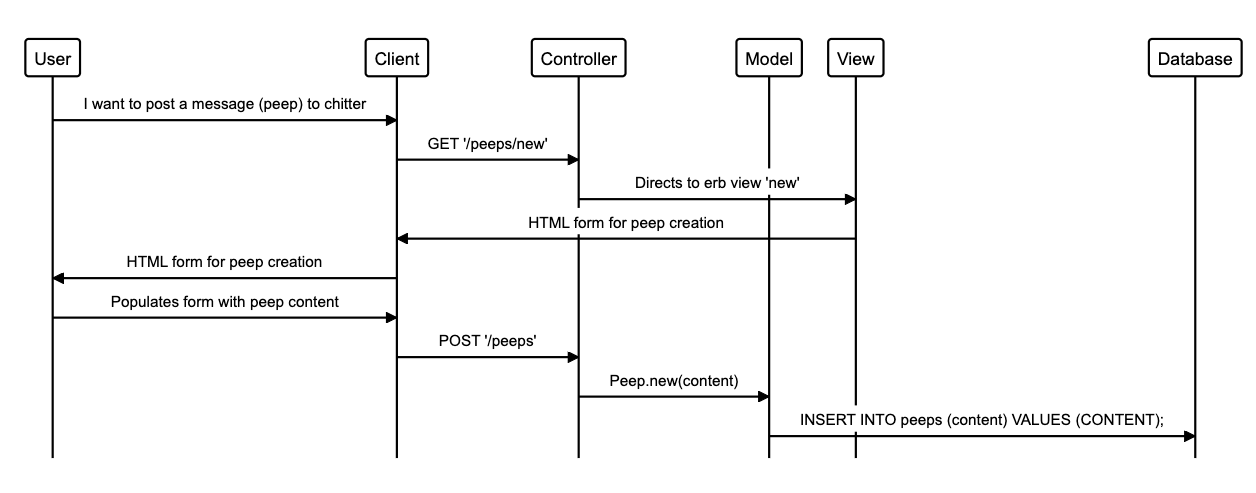 User Client Controller Model View Database
I want to post a message (peep) to chitter
GET '/peeps/new'
Directs to erb view 'new'
HTML form for peep creation
HTML form for peep creation
Populates form with peep content
POST '/peeps'
Peep.new(content)
INSERT INTO peeps (content) VALUES (CONTENT);